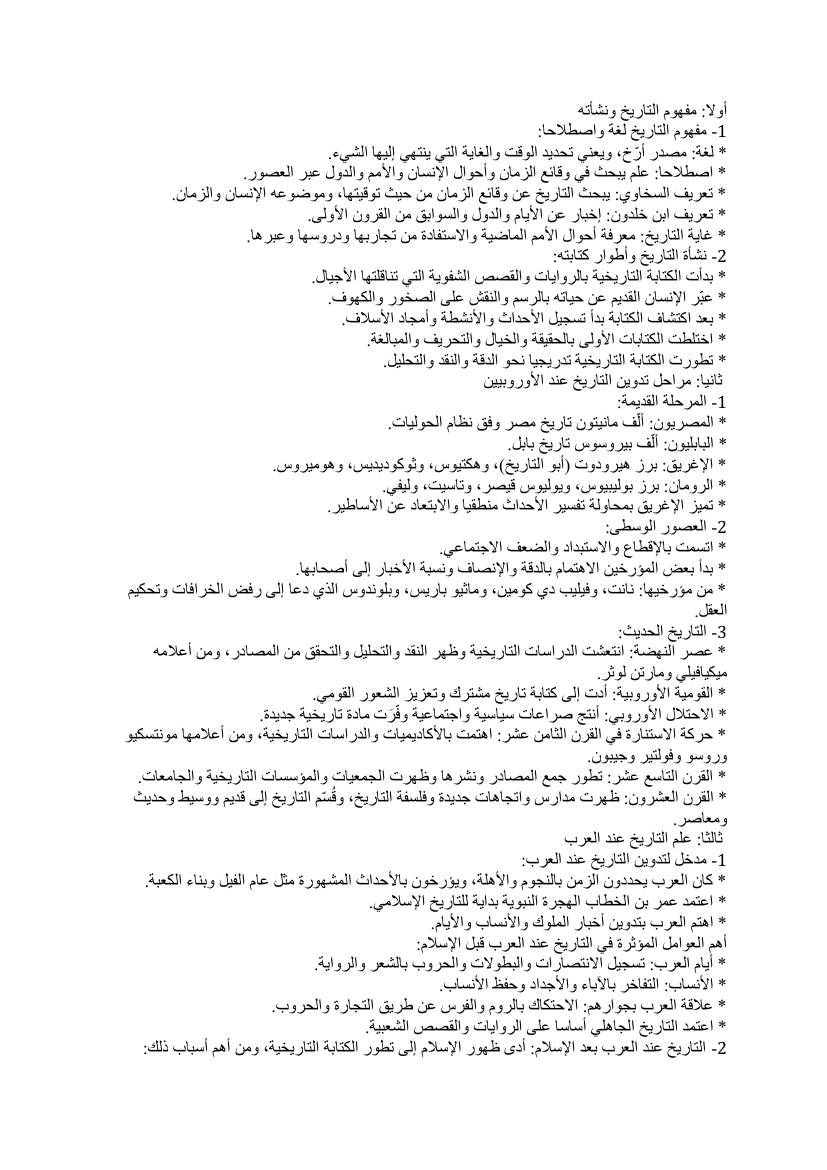 أولا: مفهوم التاريخ ونشأته
1- مفهوم التاريخ لغة واصطلاحا:
* لغة: مصدر أرّخ، ويعني تحديد الوقت والغاية التي ينتهي إليها الشيء.
* اصطلاحا: علم يبحث في وقائع الزمان وأحوال الإنسان والأمم والدول عبر العصور.
* تعريف السخاوي: يبحث التاريخ عن وقائع الزمان من حيث توقيتها، وموضوعه الإنسان والزمان.
* تعريف ابن خلدون: إخبار عن الأيام والدول والسوابق من القرون الأولى.
* غاية التاريخ: معرفة أحوال الأمم الماضية والاستفادة من تجاربها ودروسها وعبرها.
2- نشأة التاريخ وأطوار كتابته:
* بدأت الكتابة التاريخية بالروايات والقصص الشفوية التي تناقلتها الأجيال.
* عبّر الإنسان القديم عن حياته بالرسم والنقش على الصخور والكهوف.
* بعد اكتشاف الكتابة بدأ تسجيل الأحداث والأنشطة وأمجاد الأسلاف.
* اختلطت الكتابات الأولى بالحقيقة والخيال والتحريف والمبالغة.
* تطورت الكتابة التاريخية تدريجيا نحو الدقة والنقد والتحليل.
ثانيا: مراحل تدوين التاريخ عند الأوروبيين
1- المرحلة القديمة:
* المصريون: ألّف مانيتون تاريخ مصر وفق نظام الحوليات.
* البابليون: ألّف بيروسوس تاريخ بابل.
* الإغريق: برز هيرودوت (أبو التاريخ)، وهكتيوس، وثوكوديديس، وهوميروس.
* الرومان: برز بوليبيوس، ويوليوس قيصر، وتاسيت، وليفي.
* تميز الإغريق بمحاولة تفسير الأحداث منطقيا والابتعاد عن الأساطير.
2- العصور الوسطى:
* اتسمت بالإقطاع والاستبداد والضعف الاجتماعي.
* بدأ بعض المؤرخين الاهتمام بالدقة والإنصاف ونسبة الأخبار إلى أصحابها.
* من مؤرخيها: نانت، وفيليب دي كومين، وماثيو باريس، وبلوندوس الذي دعا إلى رفض الخرافات وتحكيم
العقل.
3- التاريخ الحديث:
* عصر النهضة: انتعشت الدراسات التاريخية وظهر النقد والتحليل والتحقق من المصادر، ومن أعلامه
ميكيافيلي ومارتن لوثر.
* القومية الأوروبية: أدت إلى كتابة تاريخ مشترك وتعزيز الشعور القومي.
* الاحتلال الأوروبي: أنتج صراعات سياسية واجتماعية وفّرَت مادة تاريخية جديدة.
* حركة الاستنارة في القرن الثامن عشر: اهتمت بالأكاديميات والدراسات التاريخية، ومن أعلامها مونتسكيو
وروسو وفولتير وجيبون.
* القرن التاسع عشر: تطور جمع المصادر ونشرها وظهرت الجمعيات والمؤسسات التاريخية والجامعات.
* القرن العشرون: ظهرت مدارس واتجاهات جديدة وفلسفة التاريخ، وقُسّم التاريخ إلى قديم ووسيط وحديث
ومعاصر.
ثالثا: علم التاريخ عند العرب
1- مدخل لتدوين التاريخ عند العرب:
* كان العرب يحددون الزمن بالنجوم والأهلة، ويؤرخون بالأحداث المشهورة مثل عام الفيل وبناء الكعبة.
* اعتمد عمر بن الخطاب الهجرة النبوية بداية للتاريخ الإسلامي.
* اهتم العرب بتدوين أخبار الملوك والأنساب والأيام.
أهم العوامل المؤثرة في التاريخ عند العرب قبل الإسلام:
* أيام العرب: تسجيل الانتصارات والبطولات والحروب بالشعر والرواية.
* الأنساب: التفاخر بالآباء والأجداد وحفظ الأنساب.
* علاقة العرب بجوارهم: الاحتكاك بالروم والفرس عن طريق التجارة والحروب.
* اعتمد التاريخ الجاهلي أساسا على الروايات والقصص الشعبية.
2- التاريخ عند العرب بعد الإسلام: أدى ظهور الإسلام إلى تطور الكتابة التاريخية، ومن أهم أسباب ذلك: